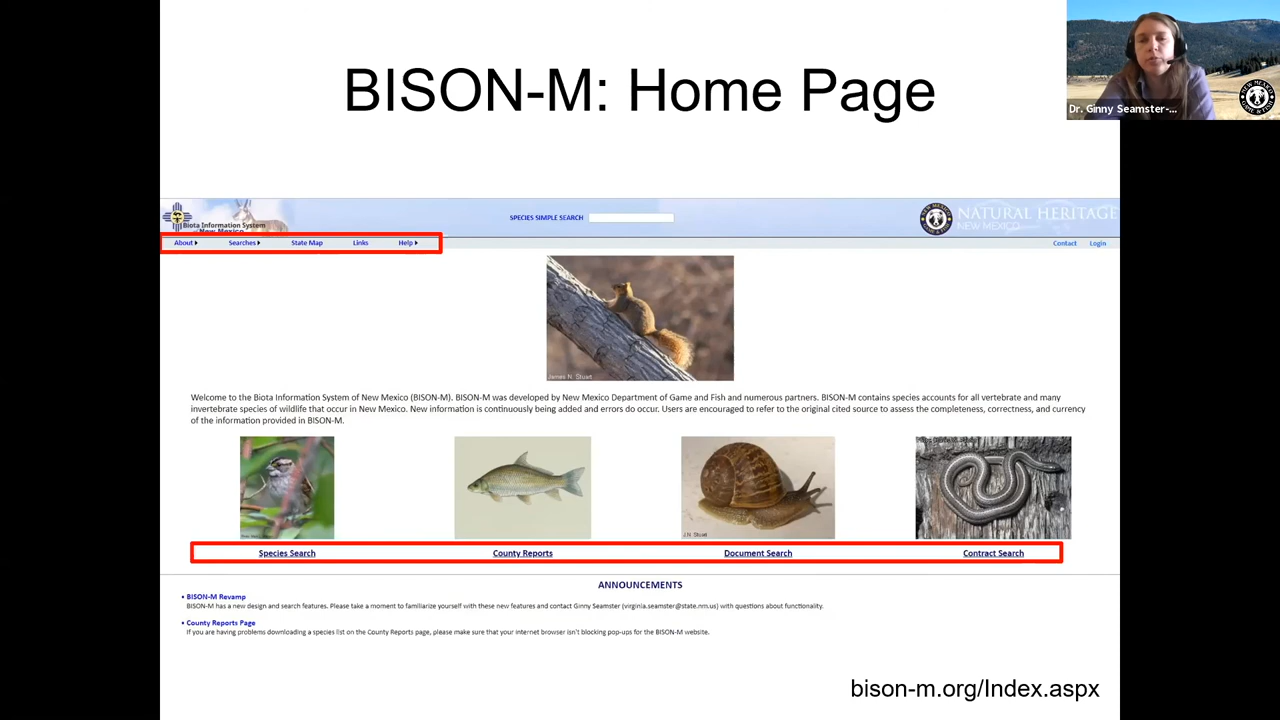 BISON-M: Home Page
Dr. Ginny Seamster-...
NEW MEXICO
GAME & FISH
Biota Information System
New Mexico
SPECIES SIMPLE SEARCH
NATURAL HERITAGE
NEW MEXICO
About
Searches
State Map
Links
Help
Contact
Login
James N. Stuart
Welcome to the Biota Information System of New Mexico (BISON-M). BISON-M was developed by New Mexico Department of Game and Fish and numerous partners. BISON-M contains species accounts for all vertebrate and many
invertebrate species of wildlife that occur in New Mexico. New information is continuously being added and errors do occur. Users are encouraged to refer to the original cited source to assess the completeness, correctness, and currency
of the information provided in BISON-M.
J.N. Stuart
Species Search
County Reports
Document Search
Contract Search
ANNOUNCEMENTS
• BISON-M Revamp
BISON-M has a new design and search features. Please take a moment to familiarize yourself with these new features and contact Ginny Seamster (virginia.seamster@state.nm.us) with questions about functionality.
• County Reports Page
If you are having problems downloading a species list on the County Reports page, please make sure that your internet browser isn't blocking pop-ups for the BISON-M website.
bison-m.org/Index.aspx